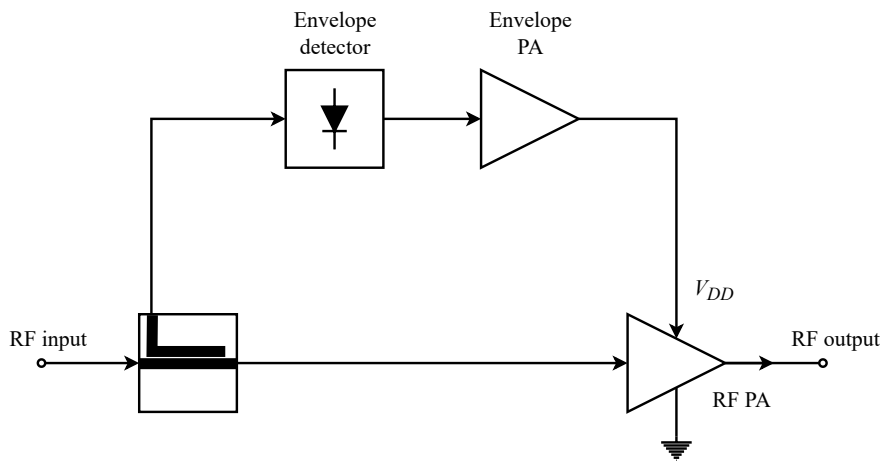 Envelope
detector
Envelope
PA
V_DD
RF input
RF output
RF PA